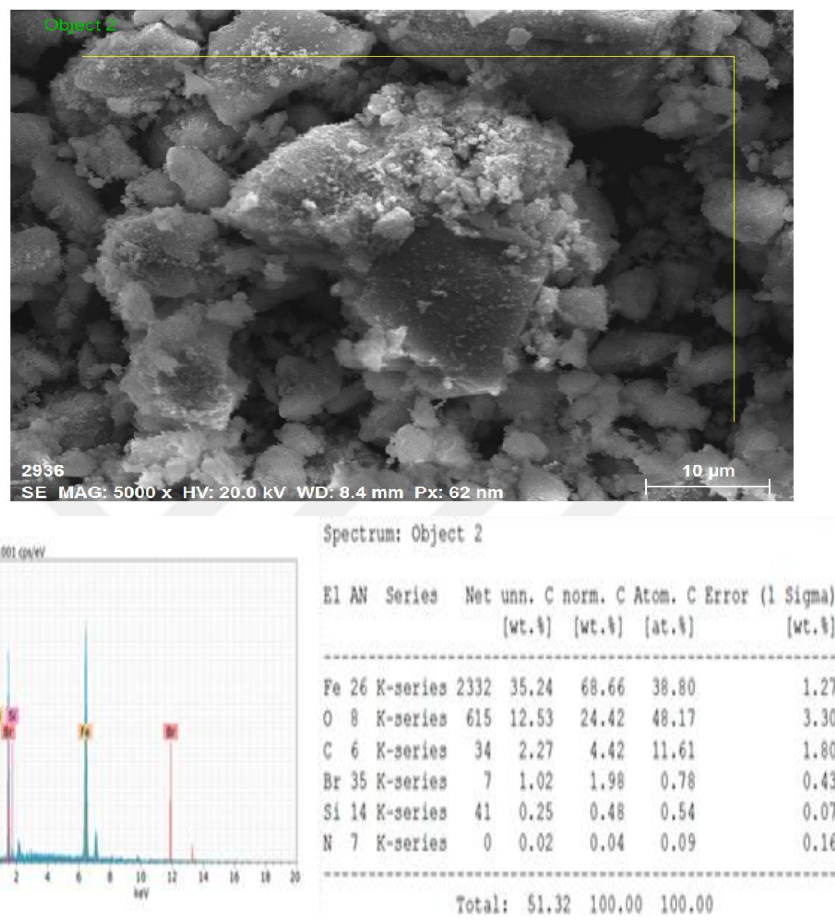 Object 2
2936
10 µm
SE MAG: 5000 x HV: 20.0 kV WD: 8.4 mm Px: 62 nm
001 cps/eV
Si
Br Fe Br
2 4 6 8 10 12 14 16 18 20
keV
Spectrum: Object 2
El AN Series Net unn. C norm. C Atom. C Error (1 Sigma)
[wt.%] [wt.%] [at.%] [wt.%]
Fe 26 K-series 2332 35.24 68.66 38.80 1.27
O 8 K-series 615 12.53 24.42 48.17 3.30
C 6 K-series 34 2.27 4.42 11.61 1.80
Br 35 K-series 7 1.02 1.98 0.78 0.43
Si 14 K-series 41 0.25 0.48 0.54 0.07
N 7 K-series 0 0.02 0.04 0.09 0.16
Total: 51.32 100.00 100.00